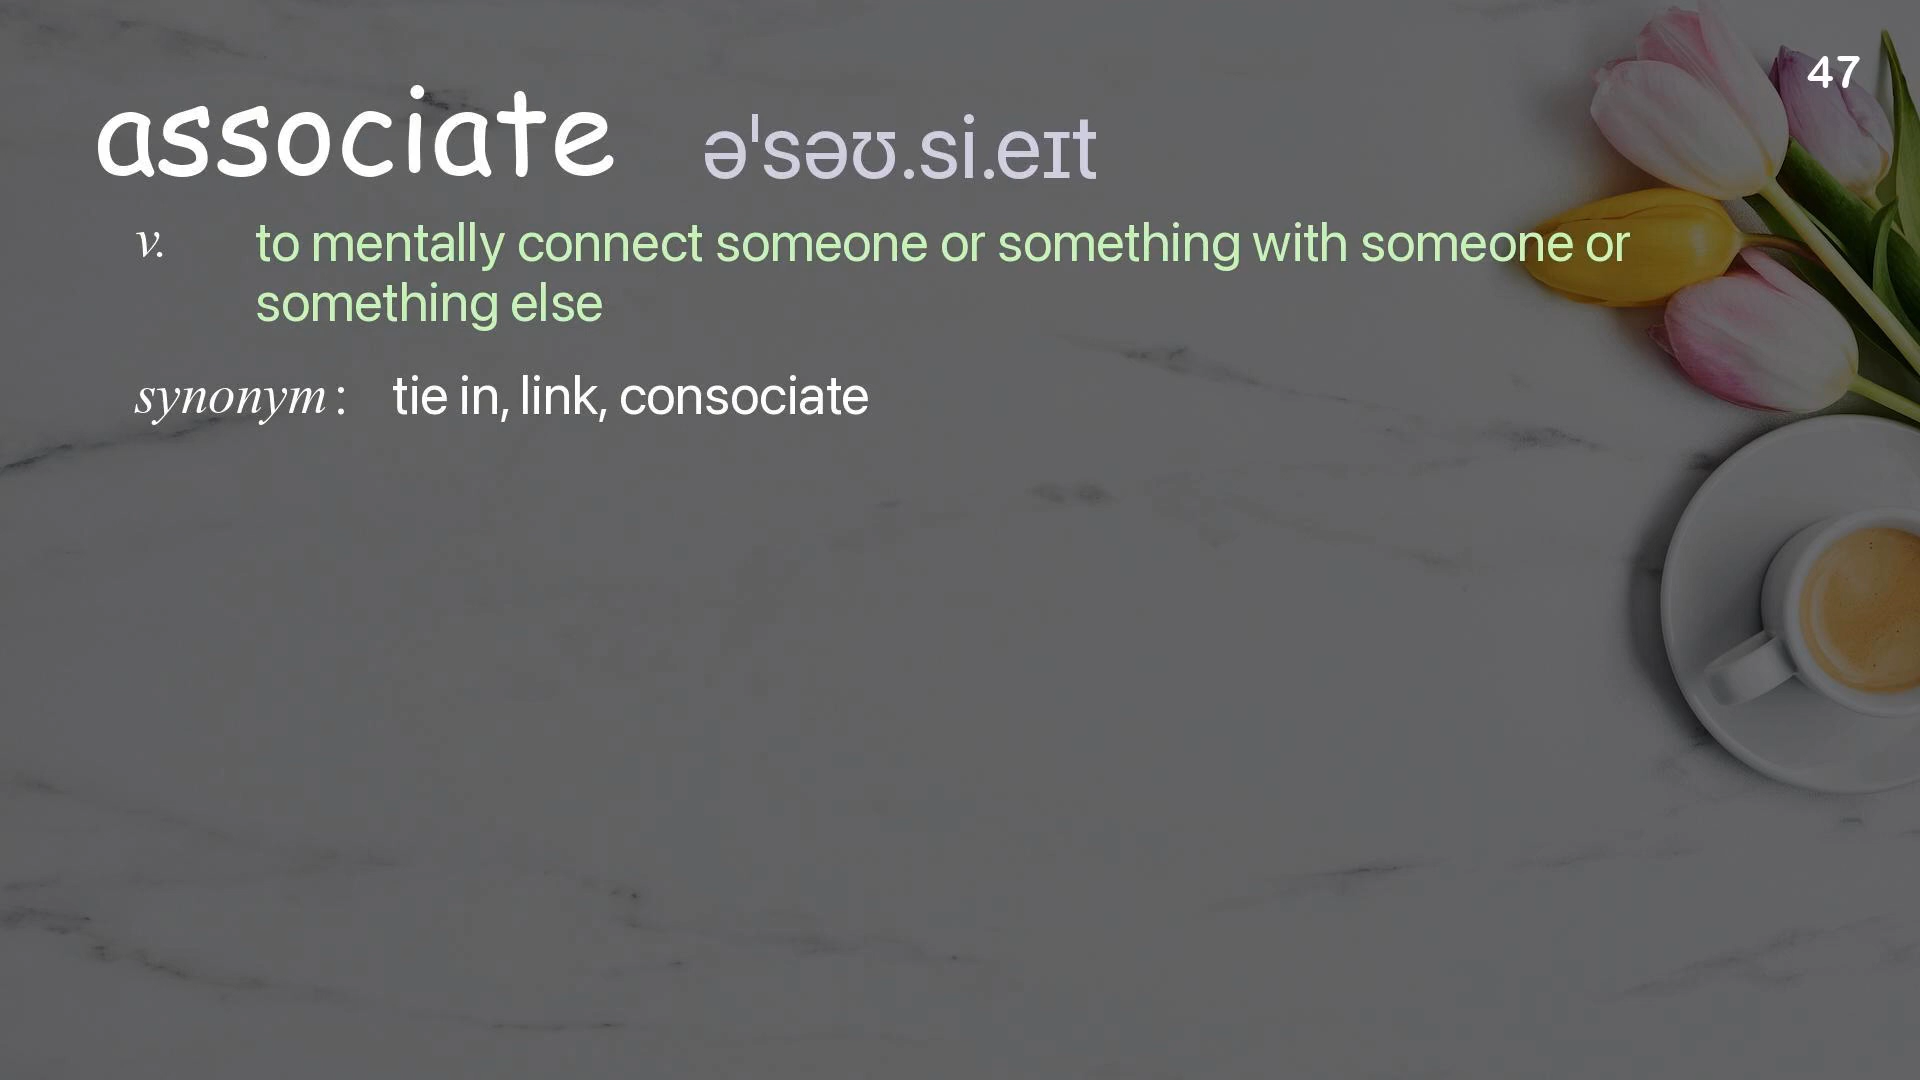 47
associate əˈsəʊ.si.eɪt
v. to mentally connect someone or something with someone or
something else
synonym: tie in, link, consociate